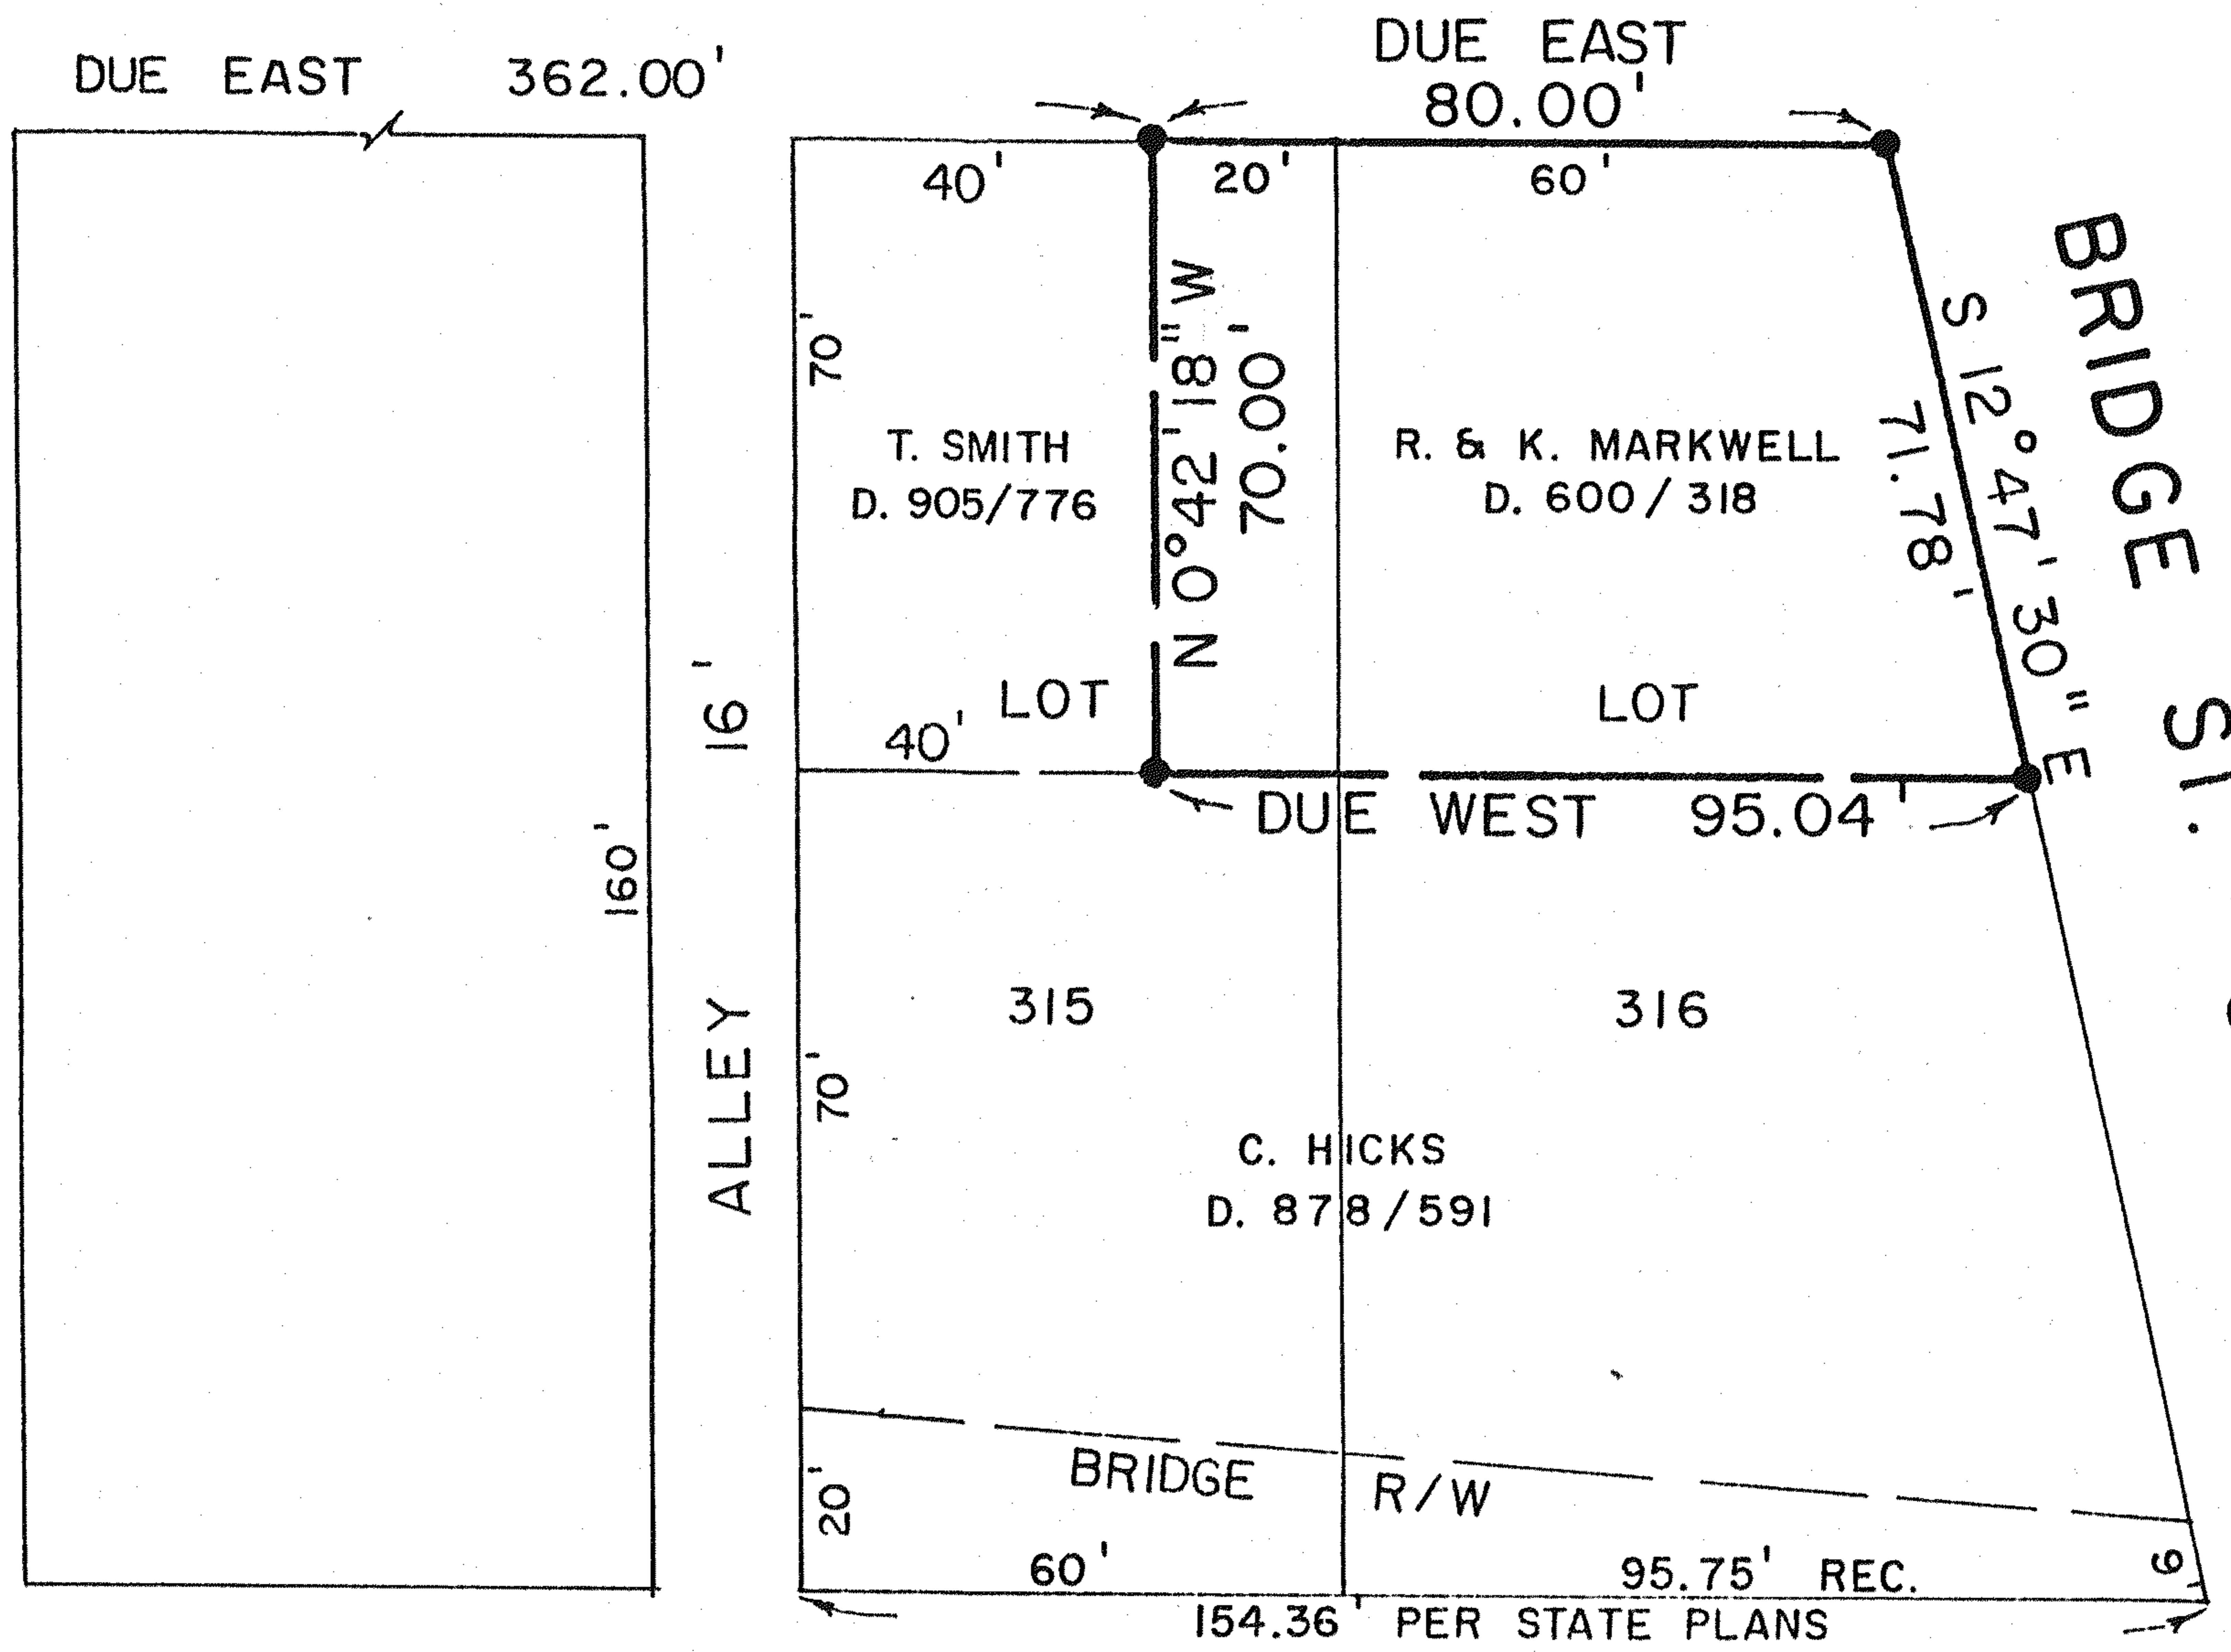 DUE EAST 362.00'
DUE EAST
80.00'
40'
20'
60'
70'
N 0°42'18" W
70.00'
S 12°47'30" E
71.78'
BRIDGE ST.
T. SMITH
D. 905/776
R. & K. MARKWELL
D. 600/318
LOT
LOT
40'
DUE WEST 95.04'
160'
ALLEY 16'
315
316
70'
C. HICKS
D. 878/591
BRIDGE R/W
20'
60'
95.75' REC.
9'
154.36' PER STATE PLANS